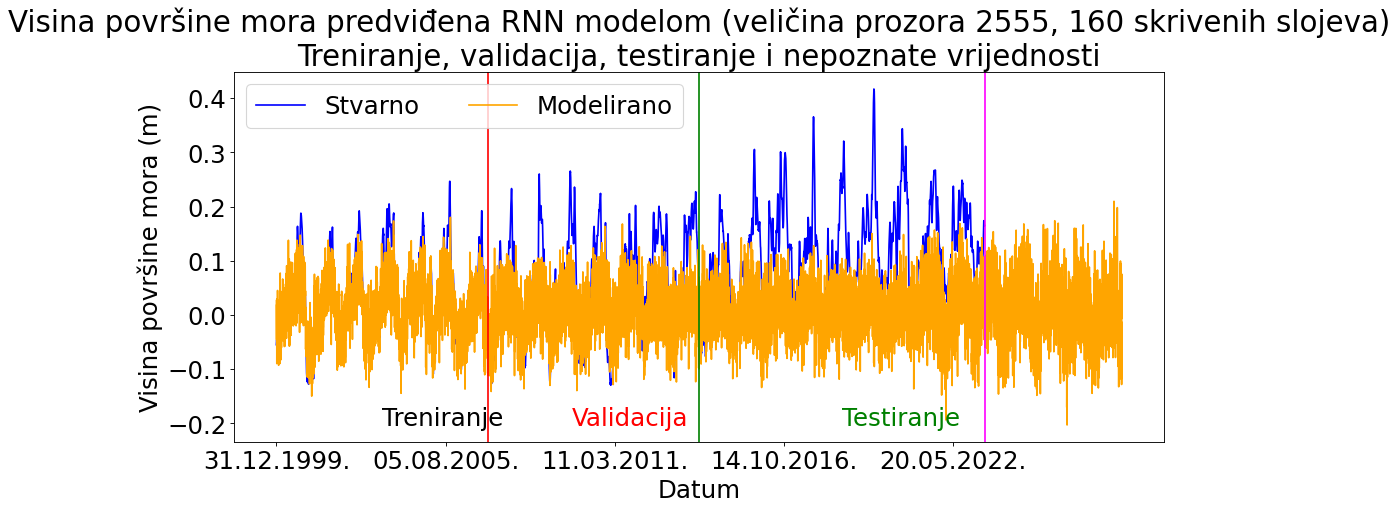 Visina površine mora predviđena RNN modelom (veličina prozora 2555, 160 skrivenih slojeva)
Treniranje, validacija, testiranje i nepoznate vrijednosti
Stvarno
Modelirano
Visina površine mora (m)
0.4
0.3
0.2
0.1
0.0
−0.1
−0.2
Treniranje
Validacija
Testiranje
31.12.1999.
05.08.2005.
11.03.2011.
14.10.2016.
20.05.2022.
Datum